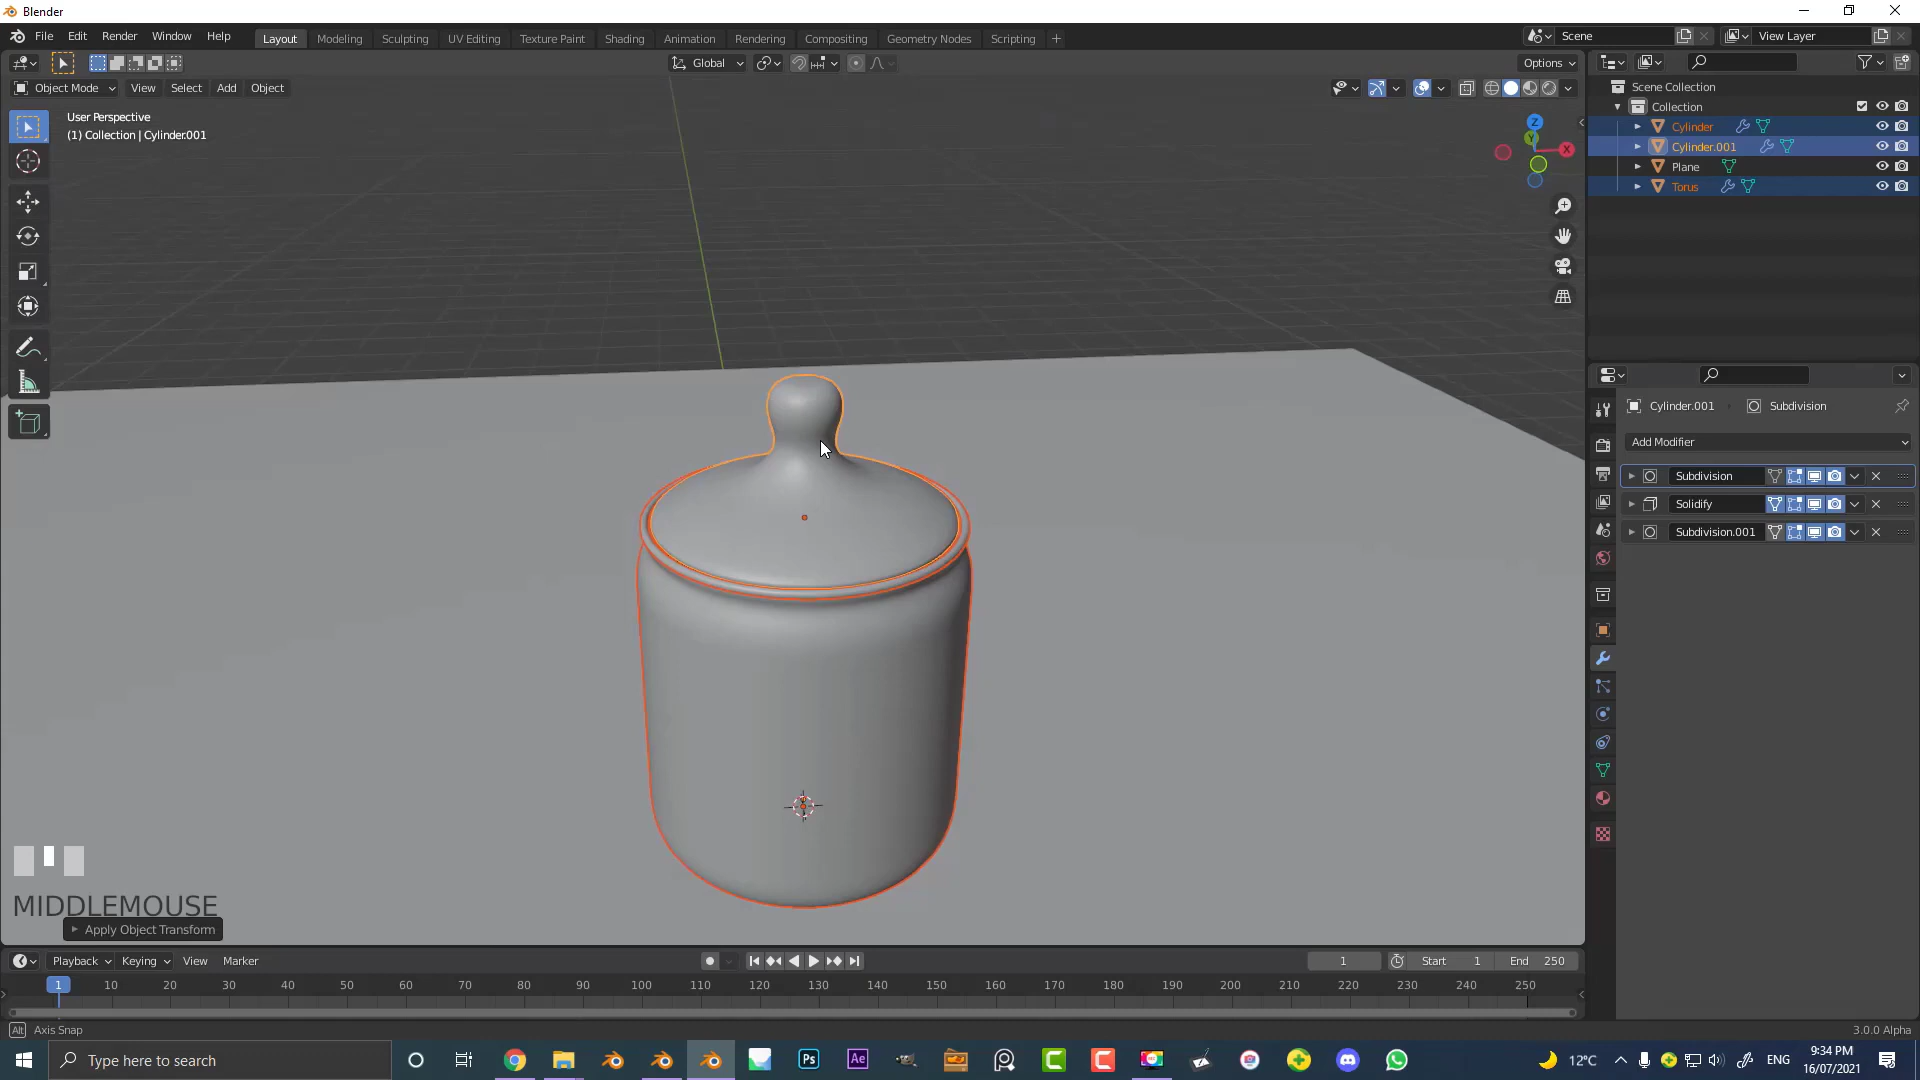 Blender
File Edit Render Window Help
Layout Modeling Sculpting UV Editing Texture Paint Shading Animation Rendering Compositing Geometry Nodes Scripting
Scene
View Layer
Global
Options
Object Mode View Select Add Object
User Perspective
(1) Collection | Cylinder.001
Z
Y
X
Scene Collection
Collection
Cylinder
Cylinder.001
Plane
Torus
Cylinder.001 Subdivision
Add Modifier
Subdivision
Solidify
Subdivision.001
MIDDLEMOUSE
Apply Object Transform
Playback Keying View Marker
1 Start 1 End 250
1 10 20 30 40 50 60 70 80 90 100 110 120 130 140 150 160 170 180 190 200 210 220 230 240 250
Alt Axis Snap
3.0.0 Alpha
Type here to search
Ps
Ae
12°C
ENG
9:34 PM
16/07/2021